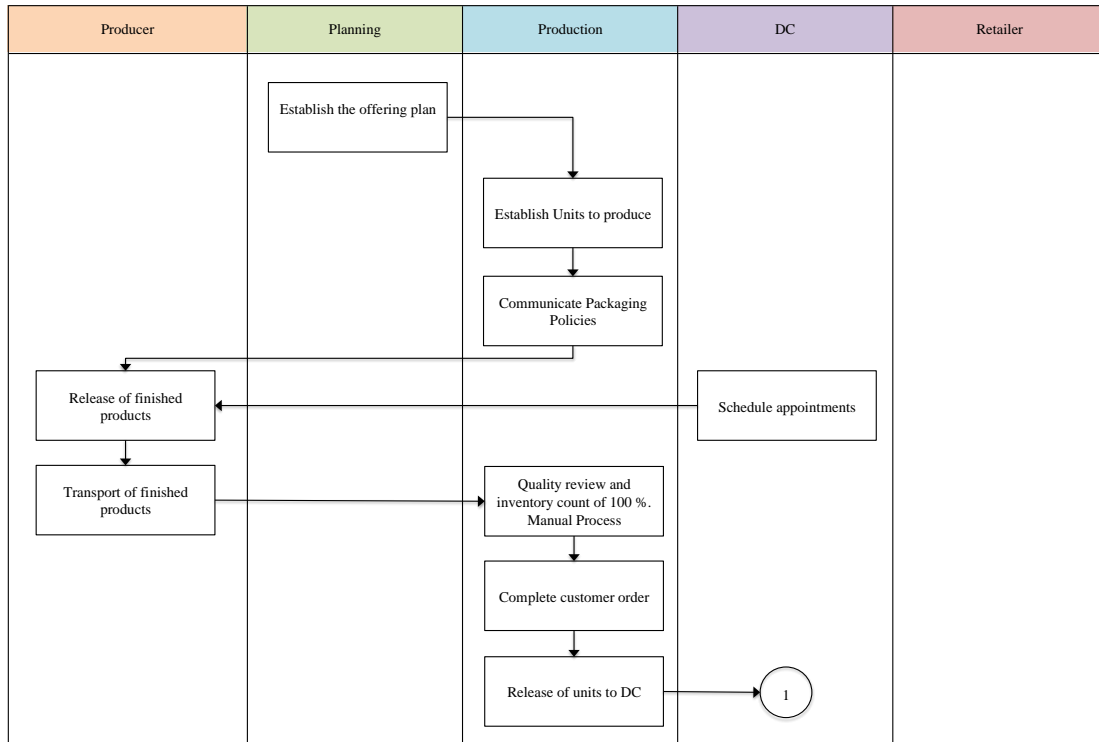 Producer
Planning
Production
DC
Retailer
Establish the offering plan
Establish Units to produce
Communicate Packaging
Policies
Release of finished
products
Schedule appointments
Transport of finished
products
Quality review and
inventory count of 100 %.
Manual Process
Complete customer order
Release of units to DC
1